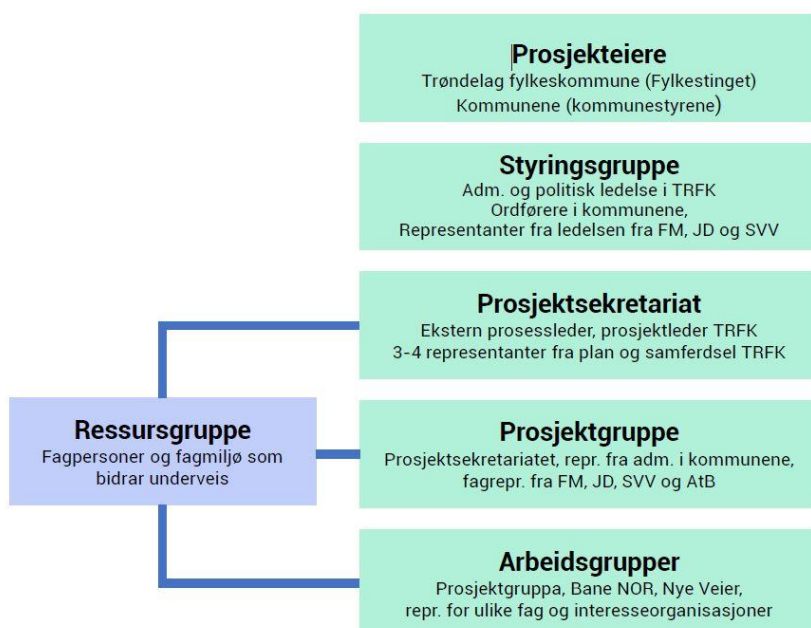 Prosjekteiere
Trøndelag fylkeskommune (Fylkestinget)
Kommunene (kommunestyrene)
Styringsgruppe
Adm. og politisk ledelse i TRFK
Ordførere i kommunene,
Representanter fra ledelsen fra FM, JD og SVV
Prosjektsekretariat
Ekstern prosessleder, prosjektleder TRFK
3-4 representanter fra plan og samferdsel TRFK
Ressursgruppe
Fagpersoner og fagmiljø som
bidrar underveis
Prosjektgruppe
Prosjektsekretariatet, repr. fra adm. i kommunene,
fagrepr. fra FM, JD, SVV og AtB
Arbeidsgrupper
Prosjektgruppa, Bane NOR, Nye Veier,
repr. for ulike fag og interesseorganisasjoner